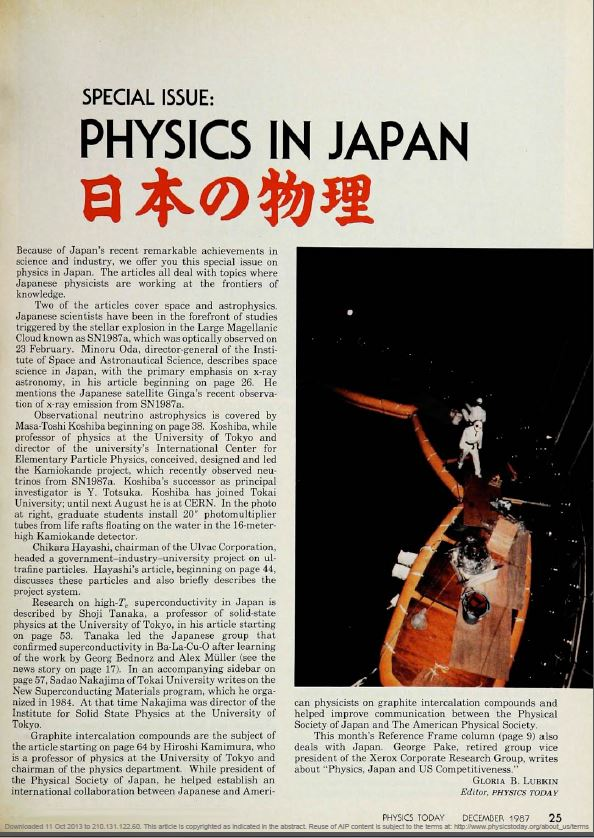 SPECIAL ISSUE:
PHYSICS IN JAPAN
日本の物理
Because of Japan's recent remarkable achievements in
science and industry, we offer you this special issue on
physics in Japan. The articles all deal with topics where
Japanese physicists are working at the frontiers of
knowledge.
Two of the articles cover space and astrophysics.
Japanese scientists have been in the forefront of studies
triggered by the stellar explosion in the Large Magellanic
Cloud known as SN1987a, which was optically observed on
23 February. Minoru Oda, director-general of the Insti-
tute of Space and Astronautical Science, describes space
science in Japan, with the primary emphasis on x-ray
astronomy, in his article beginning on page 26. He
mentions the Japanese satellite Ginga's recent observa-
tion of x-ray emission from SN1987a.
Observational neutrino astrophysics is covered by
Masa-Toshi Koshiba beginning on page 38. Koshiba, while
professor of physics at the University of Tokyo and
director of the university's International Center for
Elementary Particle Physics, conceived, designed and led
the Kamiokande project, which recently observed neu-
trinos from SN1987a. Koshiba's successor as principal
investigator is Y. Totsuka. Koshiba has joined Tokai
University; until next August he is at CERN. In the photo
at right, graduate students install 20" photomultiplier
tubes from life rafts floating on the water in the 16-meter-
high Kamiokande detector.
Chikara Hayashi, chairman of the Ulvac Corporation,
headed a government–industry–university project on ul-
trafine particles. Hayashi's article, beginning on page 44,
discusses these particles and also briefly describes the
project system.
Research on high-Tc superconductivity in Japan is
described by Shoji Tanaka, a professor of solid-state
physics at the University of Tokyo, in his article starting
on page 53. Tanaka led the Japanese group that
confirmed superconductivity in Ba-La-Cu-O after learning
of the work by Georg Bednorz and Alex Müller (see the
news story on page 17). In an accompanying sidebar on
page 57, Sadao Nakajima of Tokai University writes on the
New Superconducting Materials program, which he orga-
nized in 1984. At that time Nakajima was director of the
Institute for Solid State Physics at the University of
Tokyo.
Graphite intercalation compounds are the subject of
the article starting on page 64 by Hiroshi Kamimura, who
is a professor of physics at the University of Tokyo and
chairman of the physics department. While president of
the Physical Society of Japan, he helped establish an
international collaboration between Japanese and Ameri-
can physicists on graphite intercalation compounds and
helped improve communication between the Physical
Society of Japan and The American Physical Society.
This month's Reference Frame column (page 9) also
deals with Japan. George Pake, retired group vice
president of the Xerox Corporate Research Group, writes
about "Physics, Japan and US Competitiveness."
GLORIA B. LUBKIN
Editor, PHYSICS TODAY
PHYSICS TODAY DECEMBER 1987 25
Downloaded 11 Oct 2013 to 210.131.122.60. This article is copyrighted as indicated in the abstract. Reuse of AIP content is subject to the terms at: http://www.physicstoday.org/about_us/terms